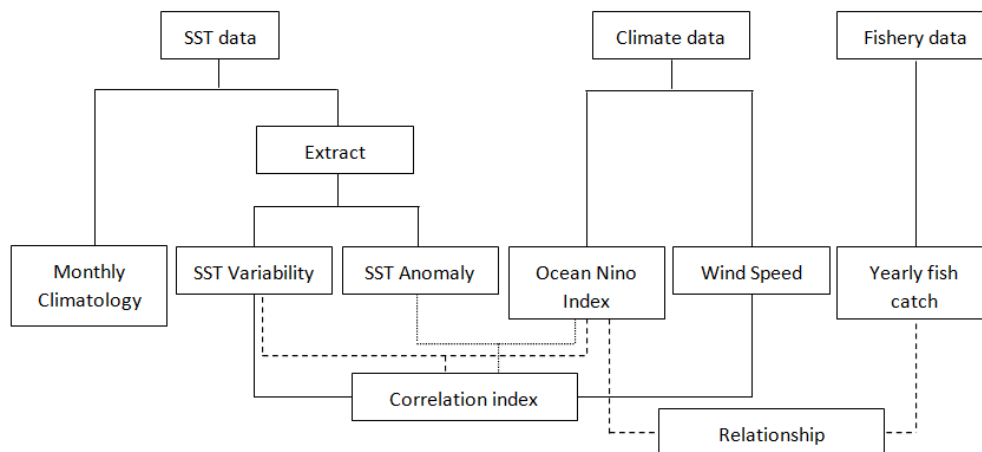 SST data
Climate data
Fishery data
Extract
Monthly
Climatology
SST Variability
SST Anomaly
Ocean Nino
Index
Wind Speed
Yearly fish
catch
Correlation index
Relationship